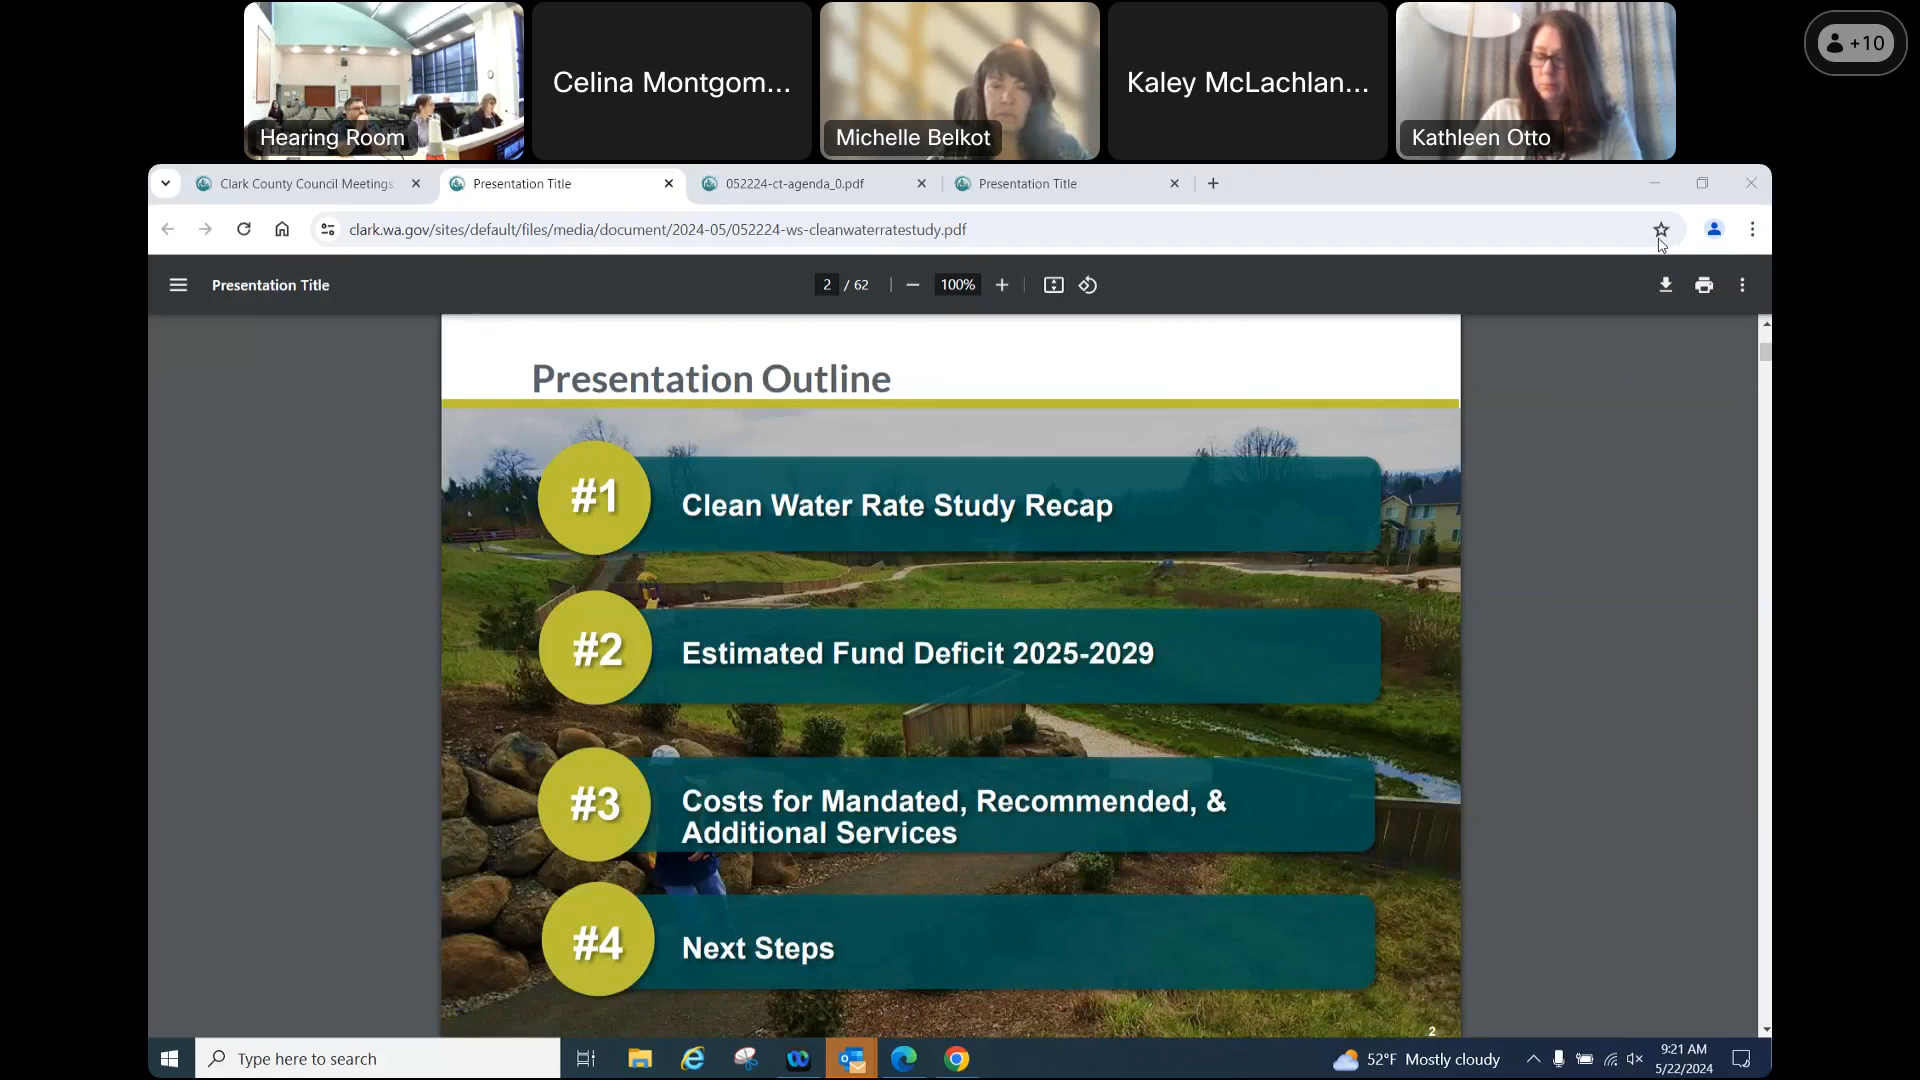 Hearing Room
Celina Montgom...
Michelle Belkot
Kaley McLachlan...
Kathleen Otto
+10
Clark County Council Meetings
Presentation Title
052224-ct-agenda_0.pdf
Presentation Title
clark.wa.gov/sites/default/files/media/document/2024-05/052224-ws-cleanwaterratestudy.pdf
Presentation Title
2 / 62
100%
Presentation Outline
#1
Clean Water Rate Study Recap
#2
Estimated Fund Deficit 2025-2029
#3
Costs for Mandated, Recommended, &
Additional Services
#4
Next Steps
2
Type here to search
52°F Mostly cloudy
9:21 AM
5/22/2024